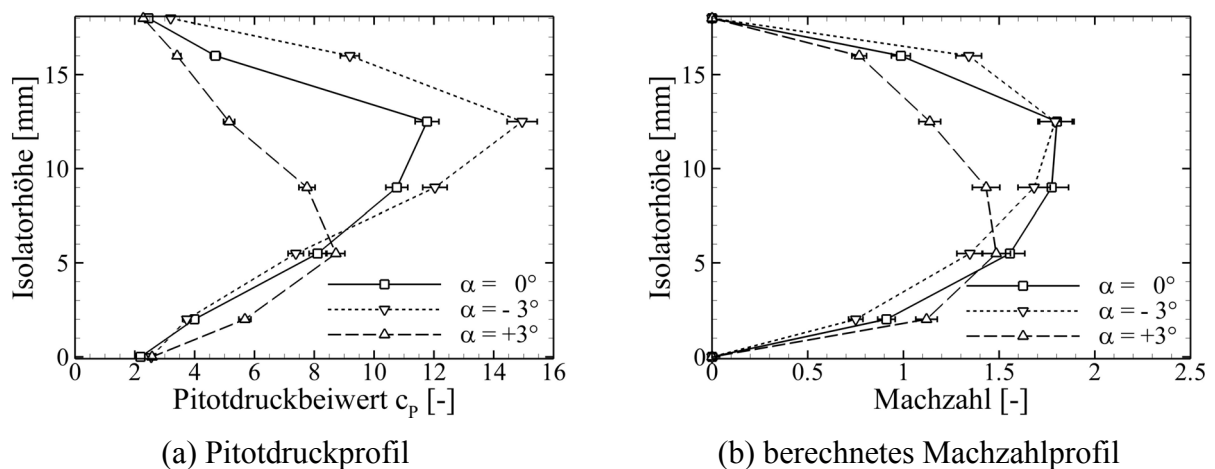 Isolatorhöhe [mm]
15
10
5
0
α = 0°
α = - 3°
α = +3°
0 2 4 6 8 10 12 14 16
Pitotdruckbeiwert cP [-]
(a) Pitotdruckprofil
Isolatorhöhe [mm]
15
10
5
0
α = 0°
α = - 3°
α = +3°
0 0.5 1 1.5 2 2.5
Machzahl [-]
(b) berechnetes Machzahlprofil